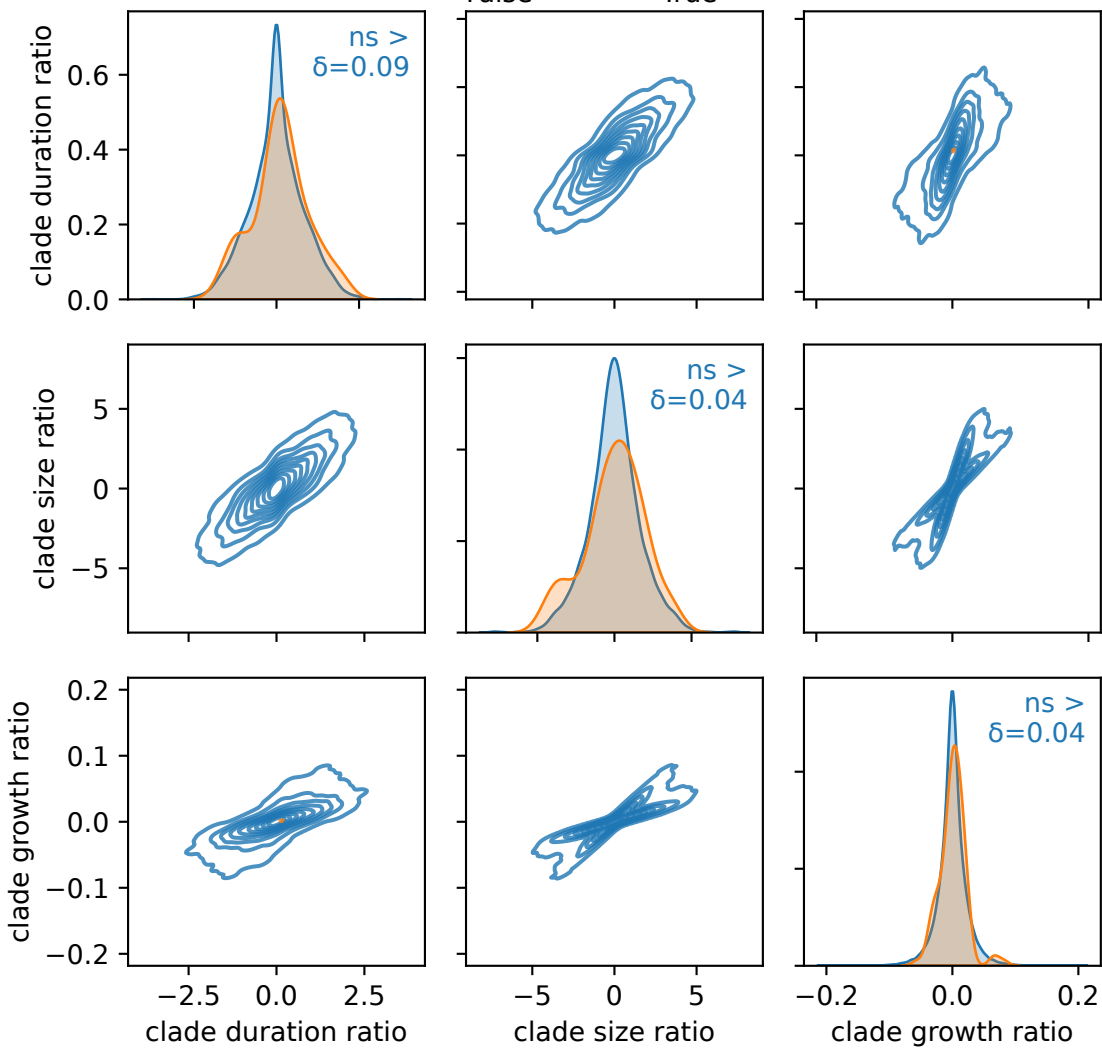 False True
clade duration ratio
0.6
0.4
0.2
0.0
ns >
δ=0.09
clade size ratio
5
0
−5
ns >
δ=0.04
clade growth ratio
0.2
0.1
0.0
−0.1
−0.2
ns >
δ=0.04
−2.5 0.0 2.5
−5 0 5
−0.2 0.0 0.2
clade duration ratio
clade size ratio
clade growth ratio